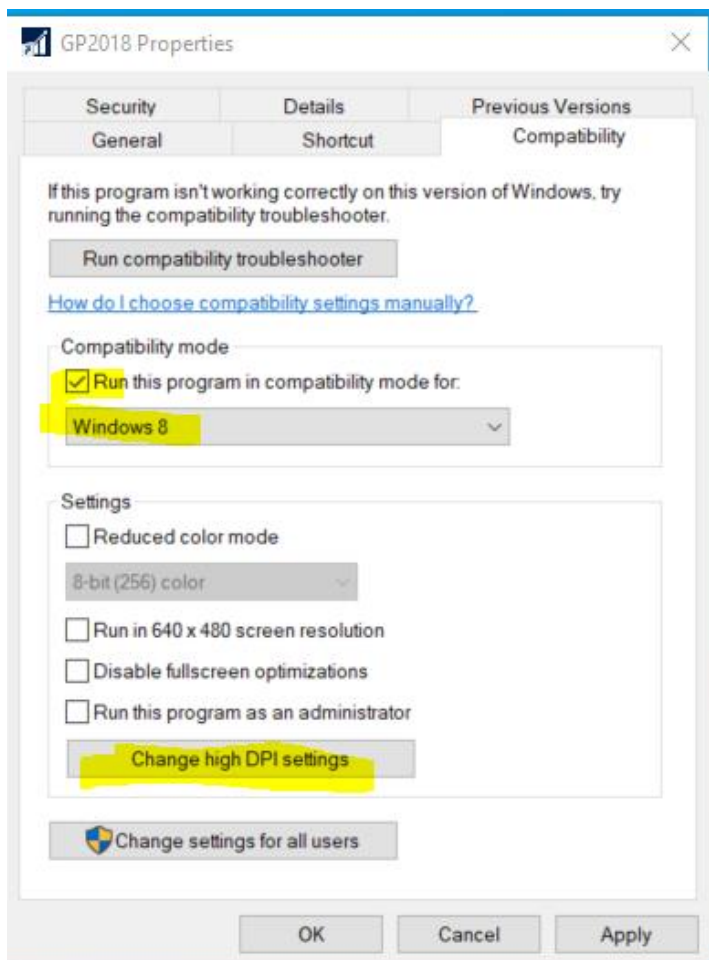 GP2018 Properties
Security Details Previous Versions
General Shortcut Compatibility
If this program isn't working correctly on this version of Windows, try
running the compatibility troubleshooter.
Run compatibility troubleshooter
How do I choose compatibility settings manually?
Compatibility mode
Run this program in compatibility mode for:
Windows 8
Settings
Reduced color mode
8-bit (256) color
Run in 640 x 480 screen resolution
Disable fullscreen optimizations
Run this program as an administrator
Change high DPI settings
Change settings for all users
OK Cancel Apply